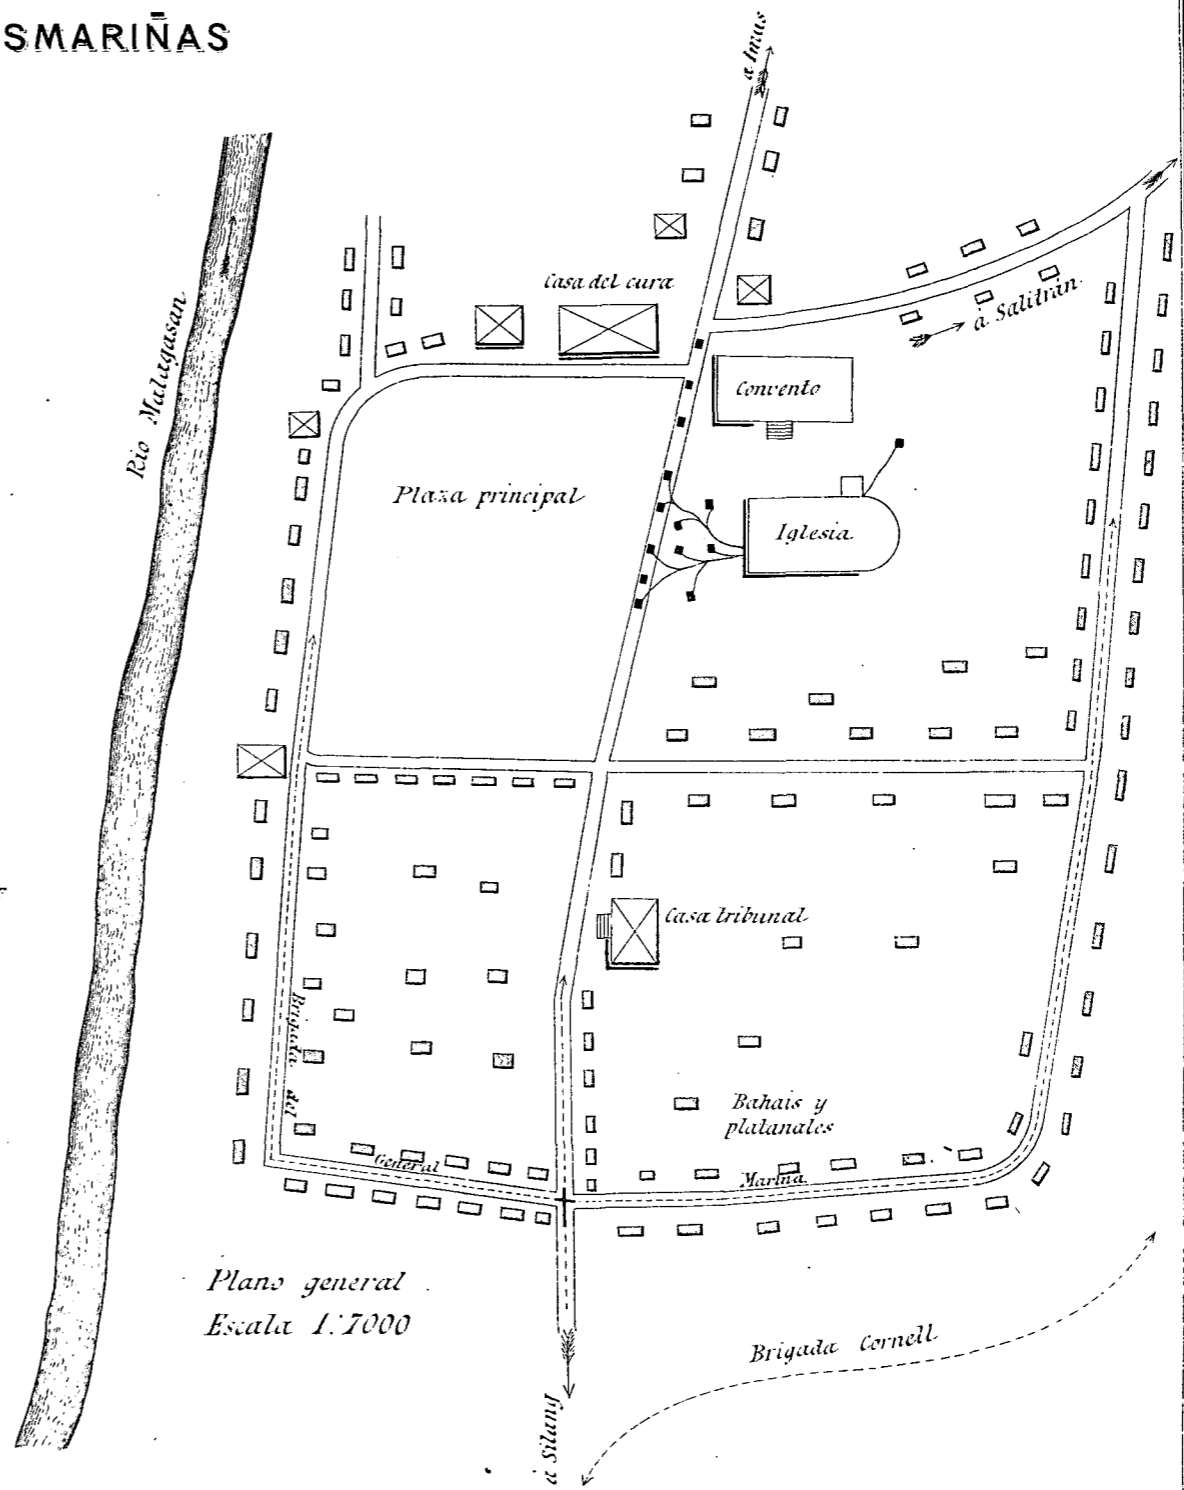 SMARIÑAS
a Imus
Casa del cura
à Salitrán
Rio Malagasan
Convento
Plaza principal
Iglesia
Casa tribunal
Bahais y
platanales
Brigada del General Marina
Plano general
Escala 1:7000
Brigada Cornell
à Silang